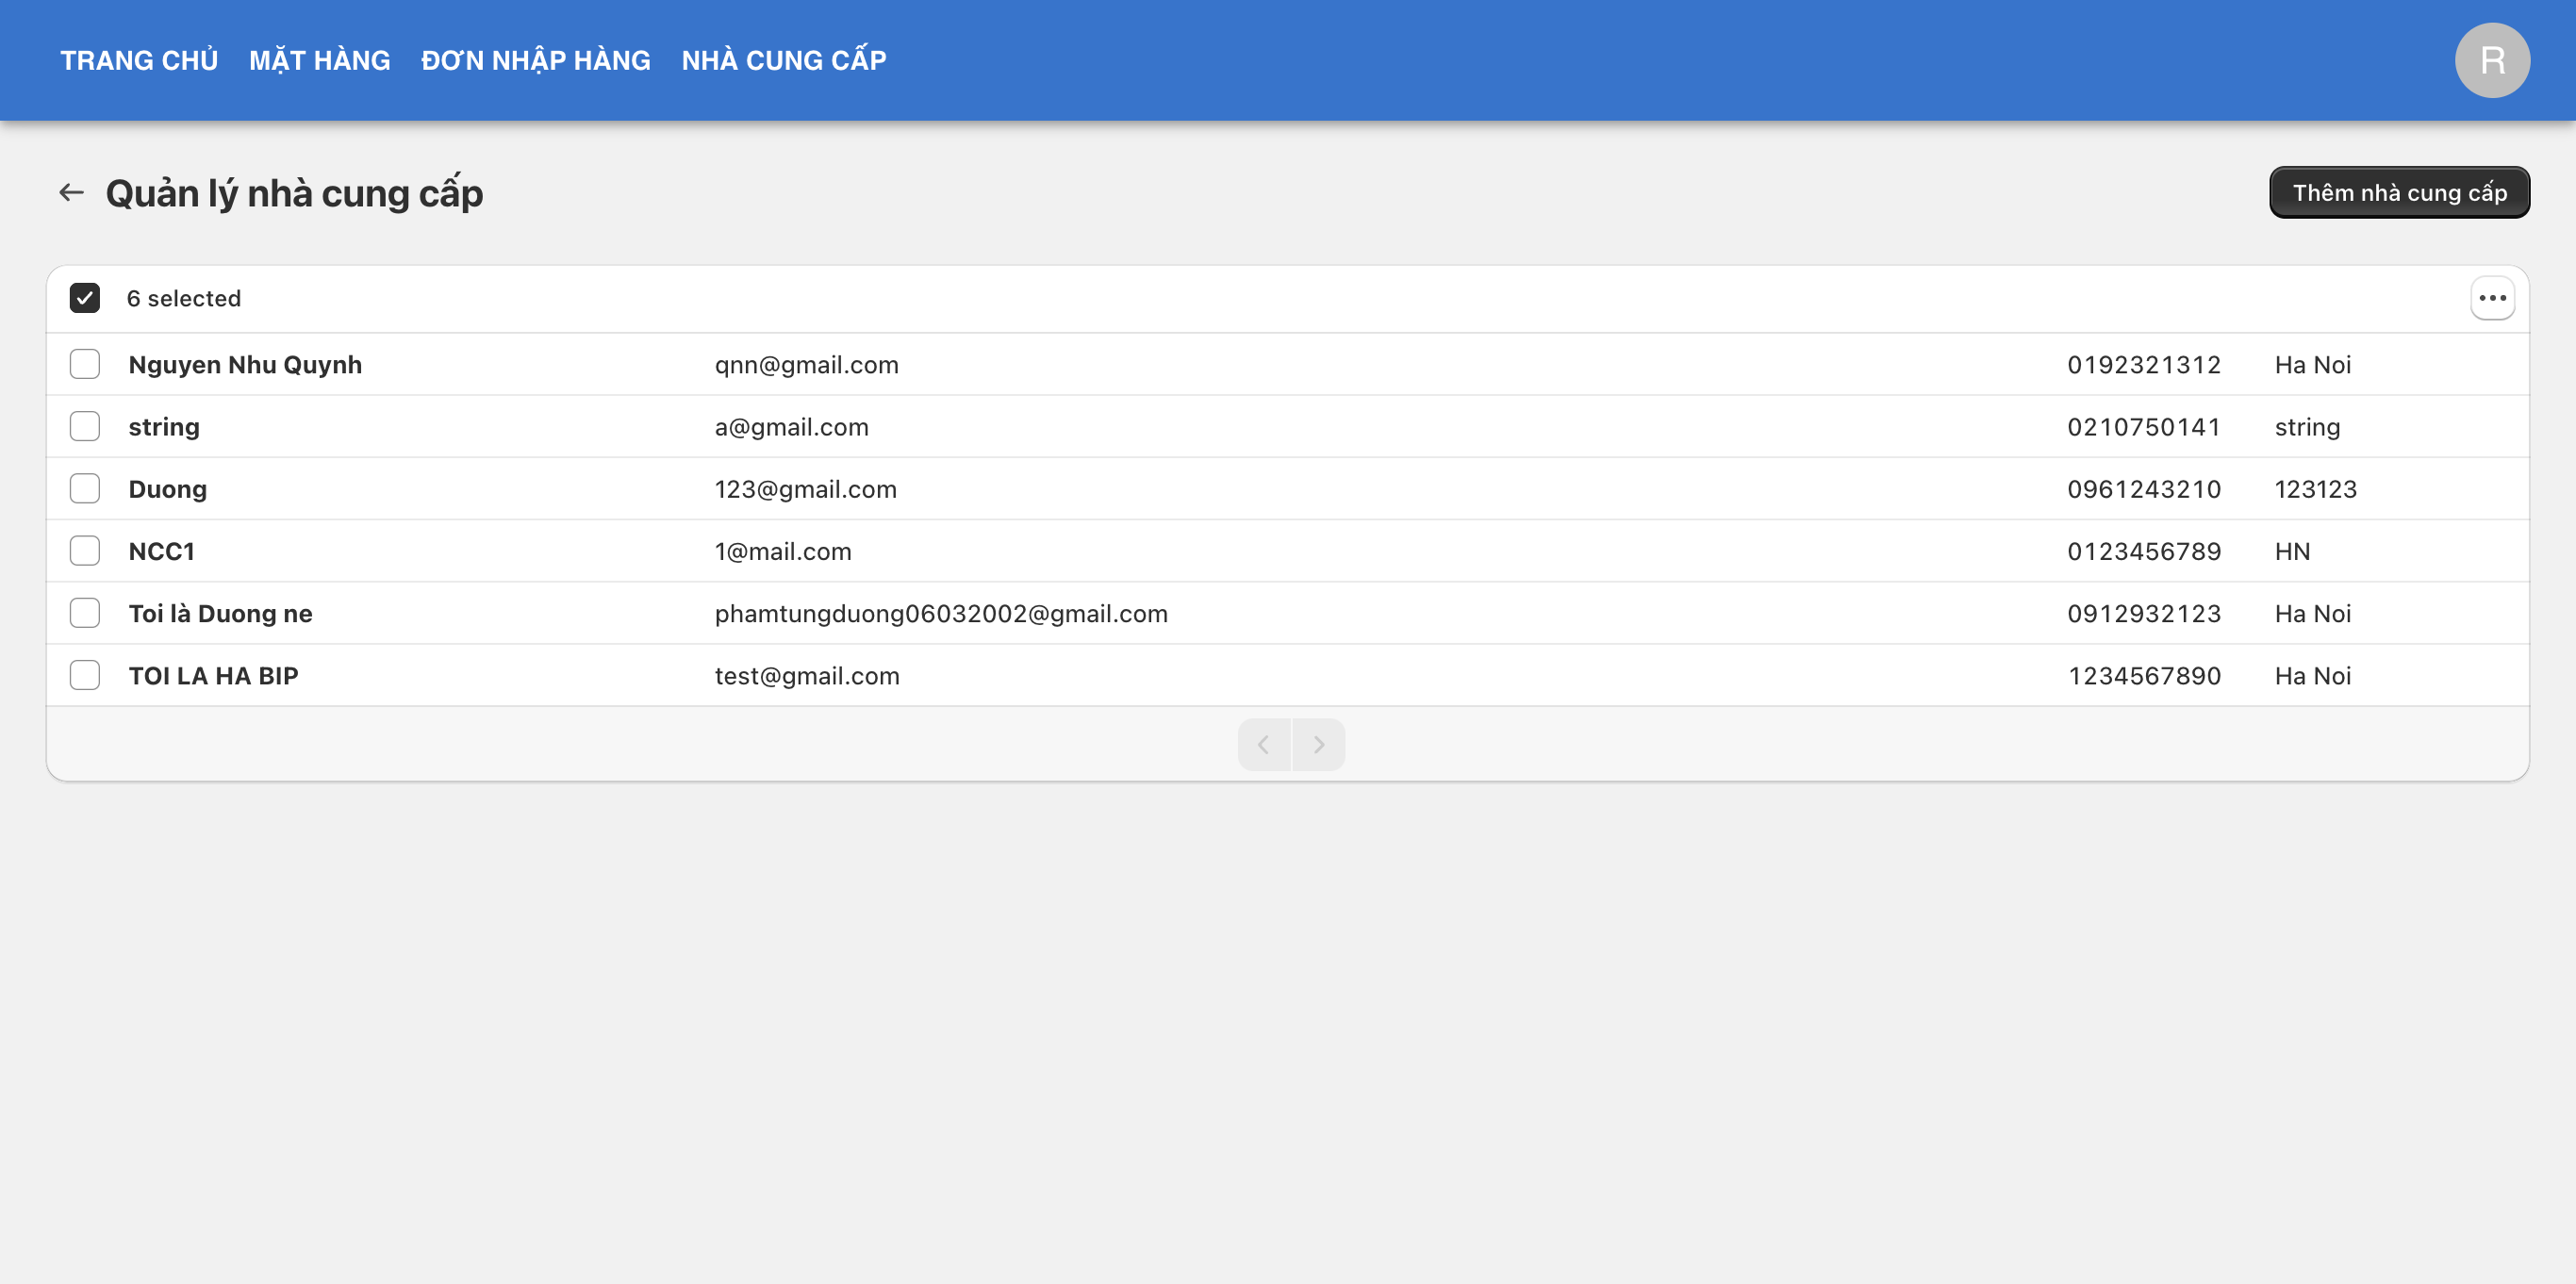 TRANG CHỦ MẶT HÀNG ĐƠN NHẬP HÀNG NHÀ CUNG CẤP R
Quản lý nhà cung cấp Thêm nhà cung cấp
6 selected
Nguyen Nhu Quynh qnn@gmail.com 0192321312 Ha Noi
string a@gmail.com 0210750141 string
Duong 123@gmail.com 0961243210 123123
NCC1 1@mail.com 0123456789 HN
Toi là Duong ne phamtungduong06032002@gmail.com 0912932123 Ha Noi
TOI LA HA BIP test@gmail.com 1234567890 Ha Noi